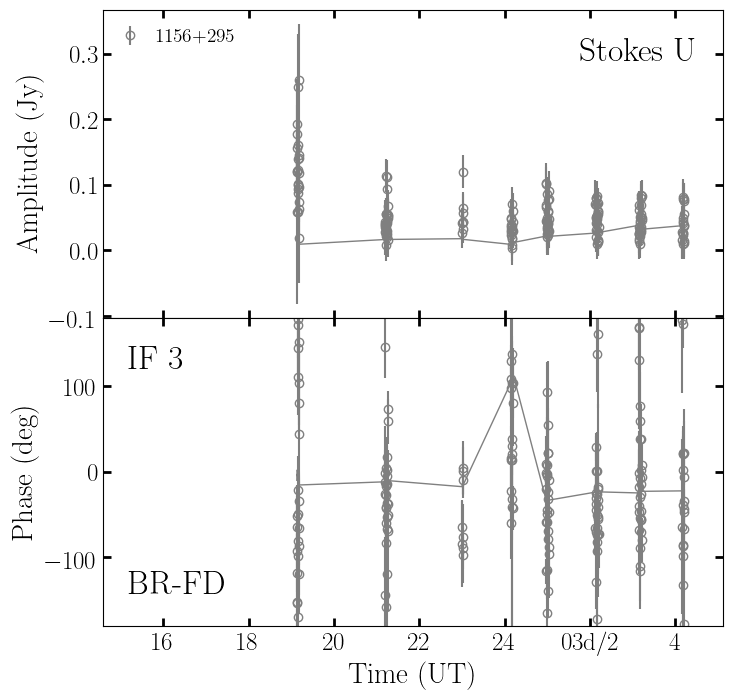 1156+295
Stokes U
Amplitude (Jy)
0.3
0.2
0.1
0.0
−0.1
IF 3
BR-FD
Phase (deg)
100
0
−100
16 18 20 22 24 03d/2 4
Time (UT)